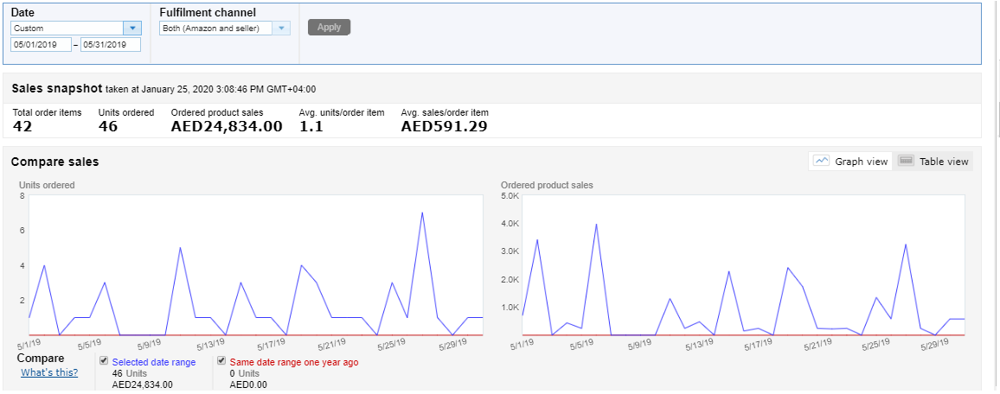 Date Fulfilment channel
Custom Both (Amazon and seller) Apply
05/01/2019 – 05/31/2019
Sales snapshot taken at January 25, 2020 3:08:46 PM GMT+04:00
Total order items Units ordered Ordered product sales Avg. units/order item Avg. sales/order item
42 46 AED24,834.00 1.1 AED591.29
Compare sales Graph view Table view
Units ordered
8
6
4
2
5/1/19 5/5/19 5/9/19 5/13/19 5/17/19 5/21/19 5/25/19 5/29/19
Ordered product sales
5.0K
4.0K
3.0K
2.0K
1.0K
5/1/19 5/5/19 5/9/19 5/13/19 5/17/19 5/21/19 5/25/19 5/29/19
Compare
What's this?
Selected date range
46 Units
AED24,834.00
Same date range one year ago
0 Units
AED0.00